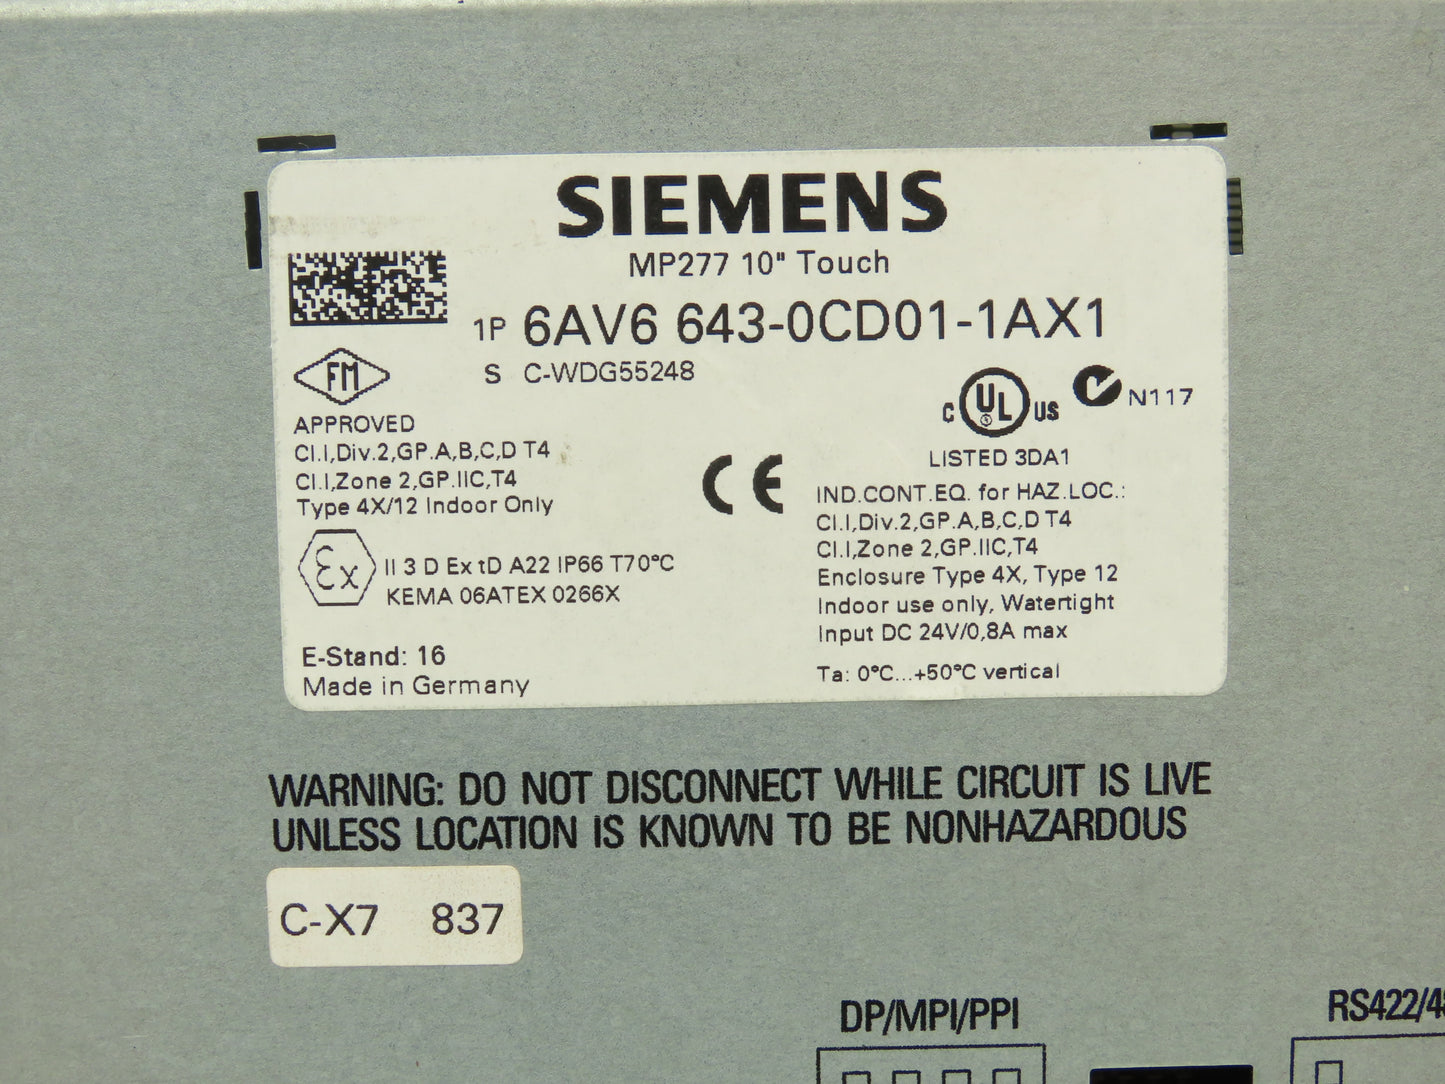 SIEMENS
MP277 10" Touch
1P 6AV6 643-0CD01-1AX1
S C-WDG55248
FM
APPROVED
Cl.I,Div.2,GP.A,B,C,D T4
Cl.I,Zone 2,GP.IIC,T4
Type 4X/12 Indoor Only
Ex II 3 D Ex tD A22 IP66 T70°C
KEMA 06ATEX 0266X
E-Stand: 16
Made in Germany
CE
C UL US N117
LISTED 3DA1
IND.CONT.EQ. for HAZ.LOC.:
Cl.I,Div.2,GP.A,B,C,D T4
Cl.I,Zone 2,GP.IIC,T4
Enclosure Type 4X, Type 12
Indoor use only, Watertight
Input DC 24V/0,8A max
Ta: 0°C...+50°C vertical
WARNING: DO NOT DISCONNECT WHILE CIRCUIT IS LIVE
UNLESS LOCATION IS KNOWN TO BE NONHAZARDOUS
C-X7 837
DP/MPI/PPI